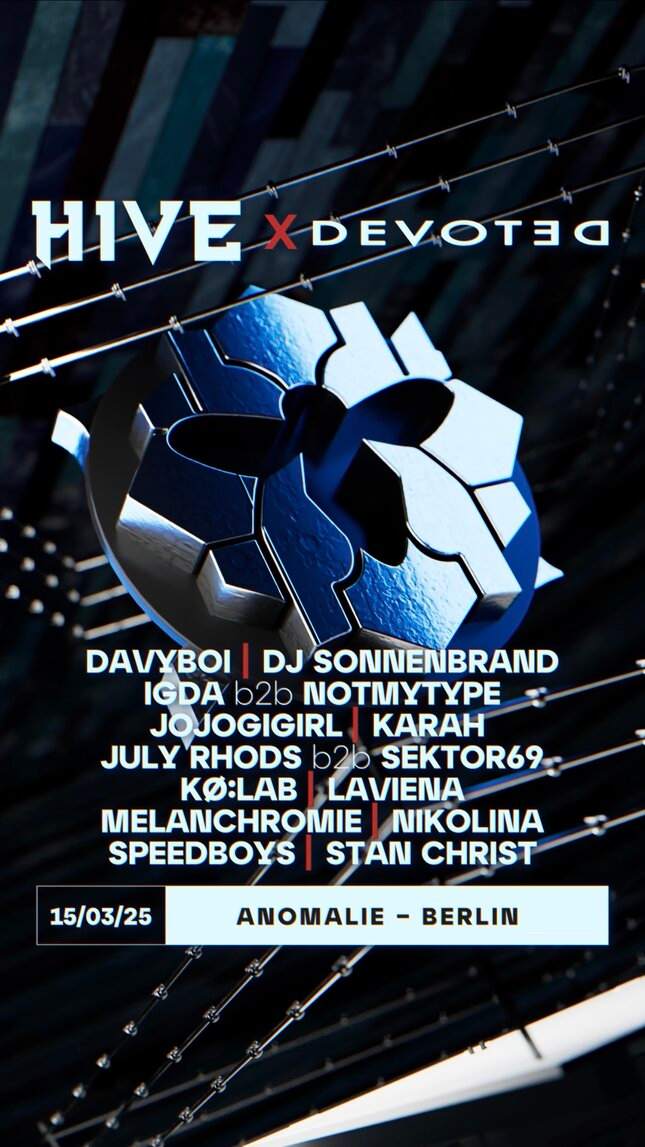 HIVE X DEVOTED
DAVYBOI | DJ SONNENBRAND
IGDA b2b NOTMYTYPE
JOJOGIGIRL | KARAH
JULY RHODS b2b SEKTOR69
KØ:LAB | LAVIENA
MELANCHROMIE | NIKOLINA
SPEEDBOYS | STAN CHRIST
15/03/25 ANOMALIE – BERLIN